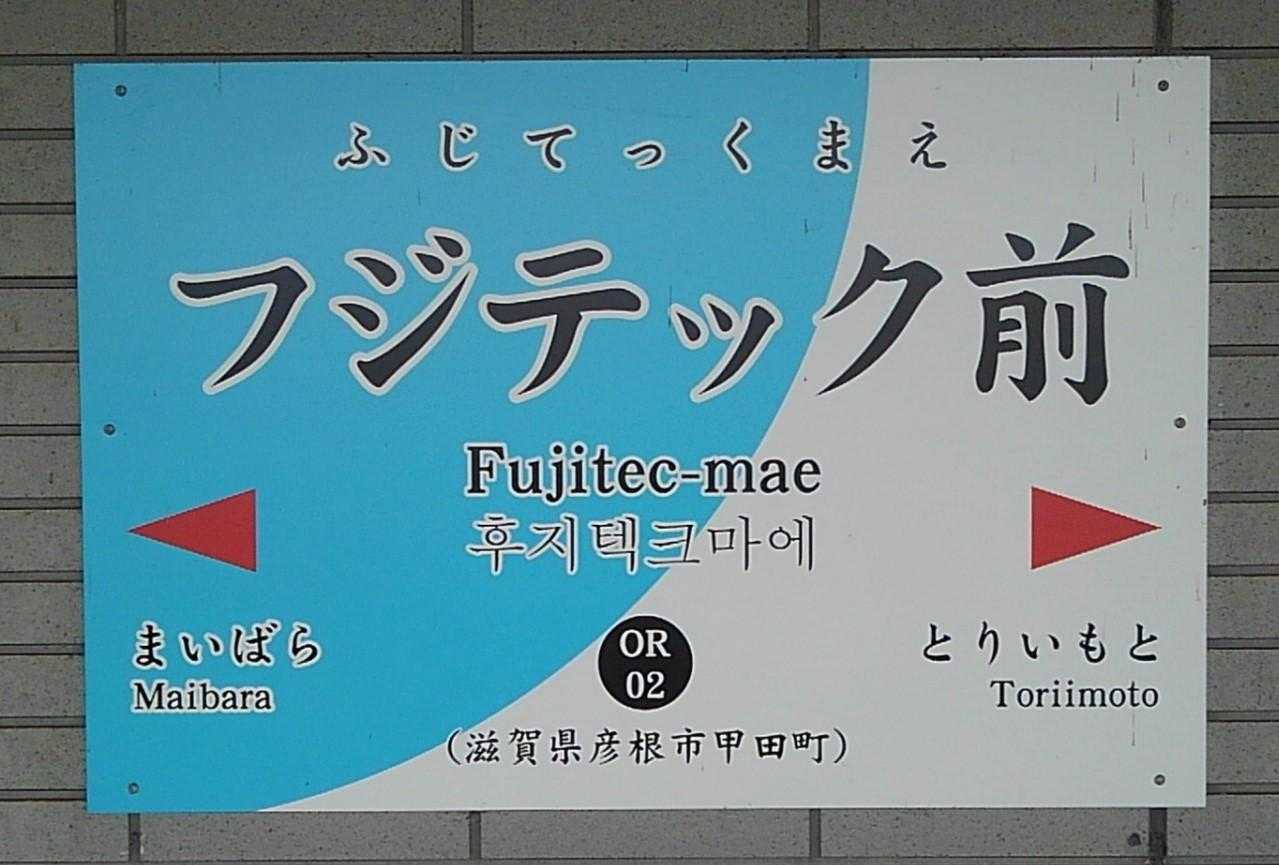 ふじてっくまえ
フジテック前
Fujitec-mae
후지텍크마에
まいばら
Maibara
OR
02
とりいもと
Toriimoto
(滋賀県彦根市甲田町)